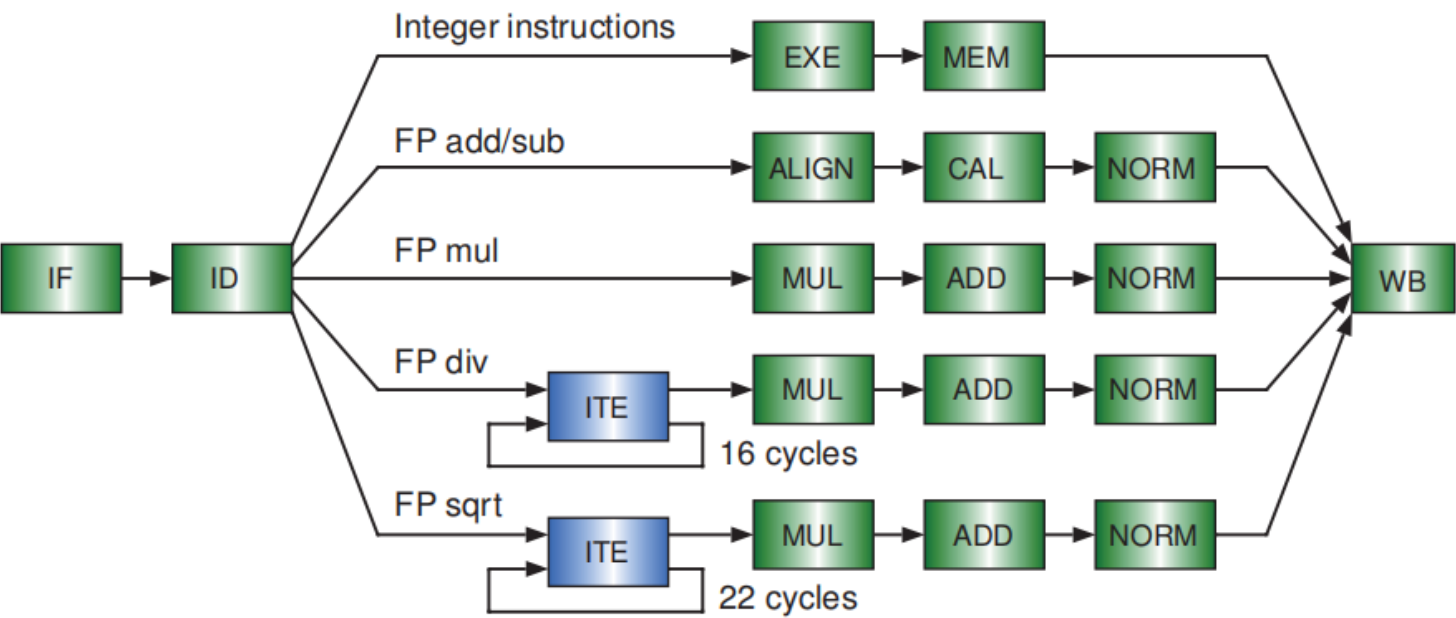 Integer instructions
EXE
MEM
FP add/sub
ALIGN
CAL
NORM
IF
ID
FP mul
MUL
ADD
NORM
WB
FP div
ITE
MUL
ADD
NORM
16 cycles
FP sqrt
ITE
MUL
ADD
NORM
22 cycles